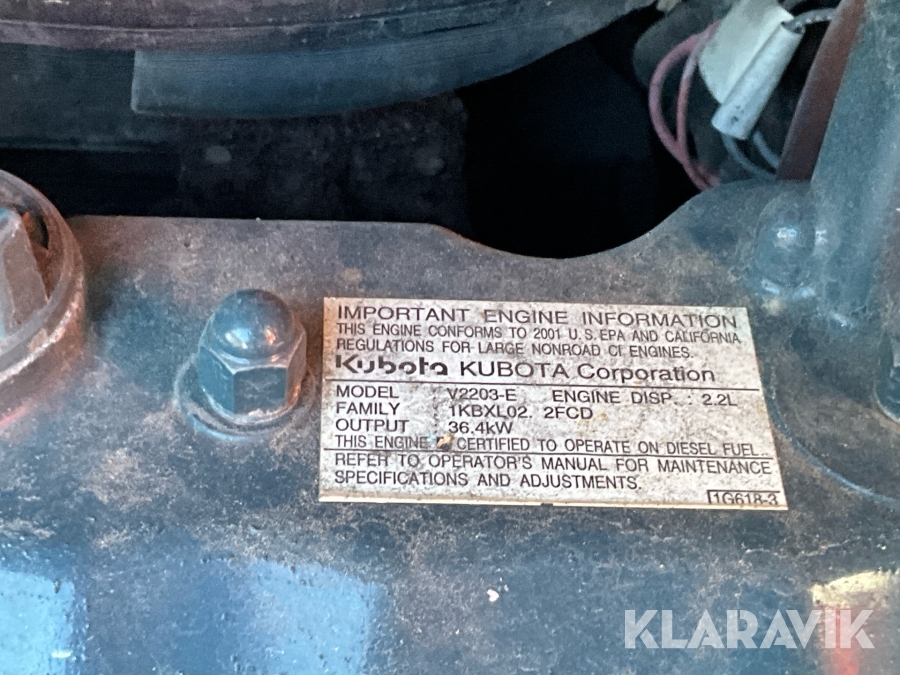 IMPORTANT ENGINE INFORMATION
THIS ENGINE CONFORMS TO 2001 U.S.EPA AND CALIFORNIA
REGULATIONS FOR LARGE NONROAD CI ENGINES.
Kubota KUBOTA Corporation
MODEL V2203-E ENGINE DISP. : 2.2L
FAMILY 1KBXL02. 2FCD
OUTPUT 36.4kW
THIS ENGINE IS CERTIFIED TO OPERATE ON DIESEL FUEL.
REFER TO OPERATOR'S MANUAL FOR MAINTENANCE
SPECIFICATIONS AND ADJUSTMENTS.
1G618-3
KLARAVIK